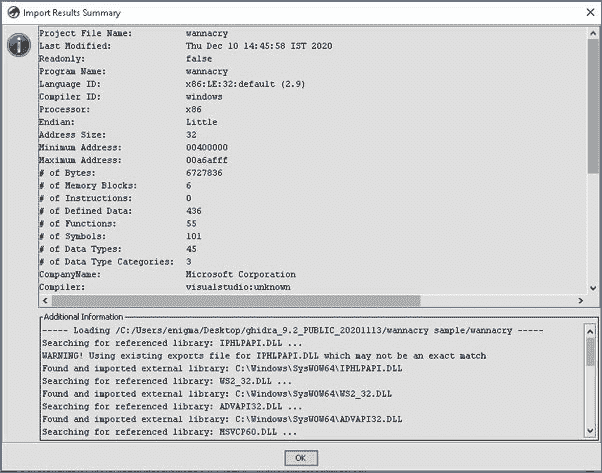 Import Results Summary
Project File Name: wannacry
Last Modified: Thu Dec 10 14:45:58 IST 2020
Readonly: false
Program Name: wannacry
Language ID: x86:LE:32:default (2.9)
Compiler ID: windows
Processor: x86
Endian: Little
Address Size: 32
Minimum Address: 00400000
Maximum Address: 00a6afff
# of Bytes: 6727836
# of Memory Blocks: 6
# of Instructions: 0
# of Defined Data: 436
# of Functions: 55
# of Symbols: 101
# of Data Types: 45
# of Data Type Categories: 3
CompanyName: Microsoft Corporation
Compiler: visualstudio:unknown
Additional Information
----- Loading /C:/Users/enigma/Desktop/ghidra_9.2_PUBLIC_20201113/wannacry sample/wannacry -----
Searching for referenced library: IPHLPAPI.DLL ...
WARNING! Using existing exports file for IPHLPAPI.DLL which may not be an exact match
Found and imported external library: C:\Windows\SysWOW64\IPHLPAPI.DLL
Searching for referenced library: WS2_32.DLL ...
Found and imported external library: C:\Windows\SysWOW64\WS2_32.DLL
Searching for referenced library: ADVAPI32.DLL ...
Found and imported external library: C:\Windows\SysWOW64\ADVAPI32.DLL
Searching for referenced library: MSVCP60.DLL ...
OK